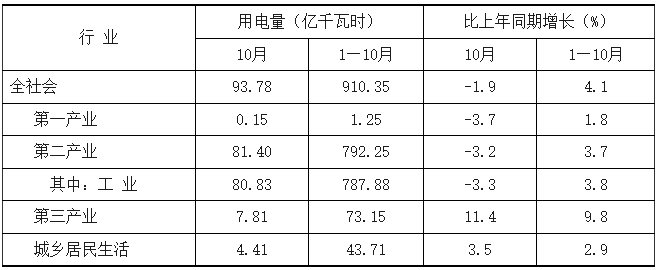 行 业 用电量（亿千瓦时） 比上年同期增长（%）
10月 1—10月 10月 1—10月
全社会 93.78 910.35 -1.9 4.1
第一产业 0.15 1.25 -3.7 1.8
第二产业 81.40 792.25 -3.2 3.7
其中：工 业 80.83 787.88 -3.3 3.8
第三产业 7.81 73.15 11.4 9.8
城乡居民生活 4.41 43.71 3.5 2.9